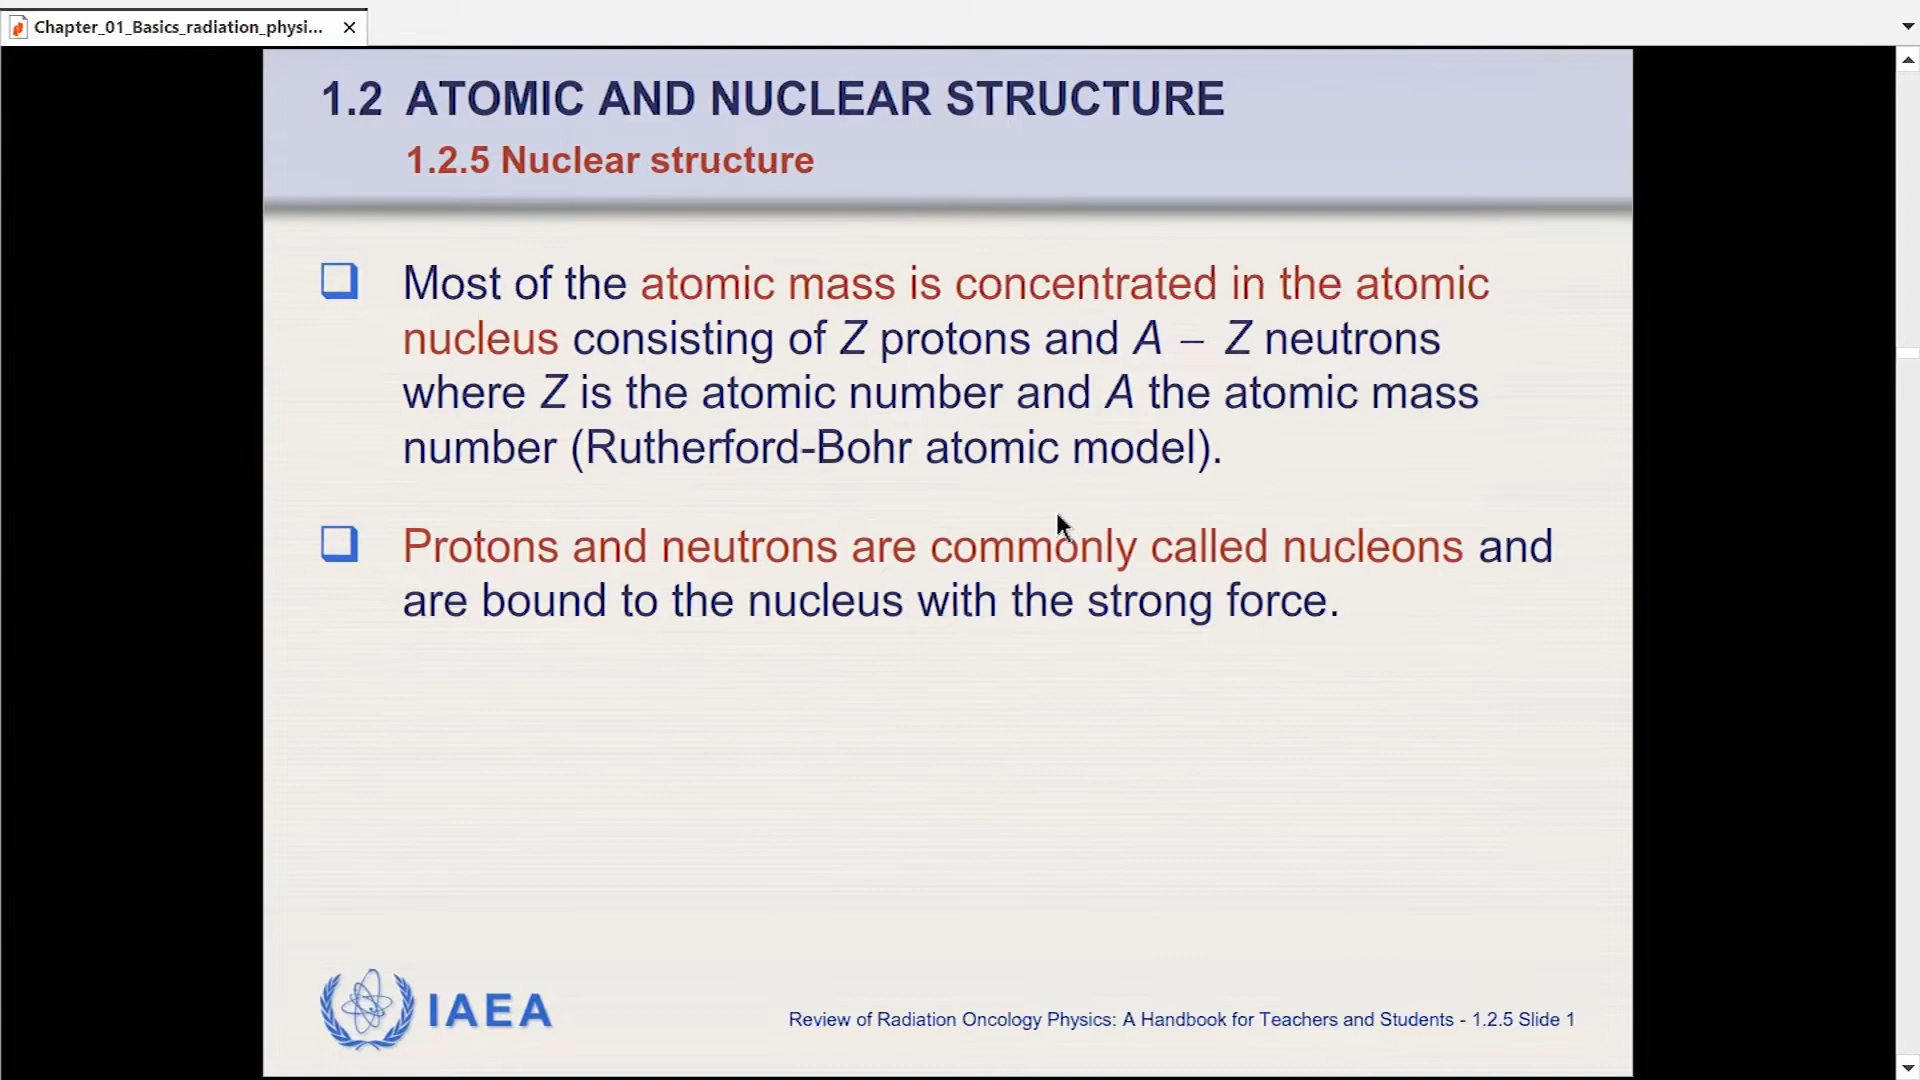 Chapter_01_Basics_radiation_physi...
1.2 ATOMIC AND NUCLEAR STRUCTURE
1.2.5 Nuclear structure
Most of the atomic mass is concentrated in the atomic
nucleus consisting of Z protons and A – Z neutrons
where Z is the atomic number and A the atomic mass
number (Rutherford-Bohr atomic model).
Protons and neutrons are commonly called nucleons and
are bound to the nucleus with the strong force.
IAEA
Review of Radiation Oncology Physics: A Handbook for Teachers and Students - 1.2.5 Slide 1